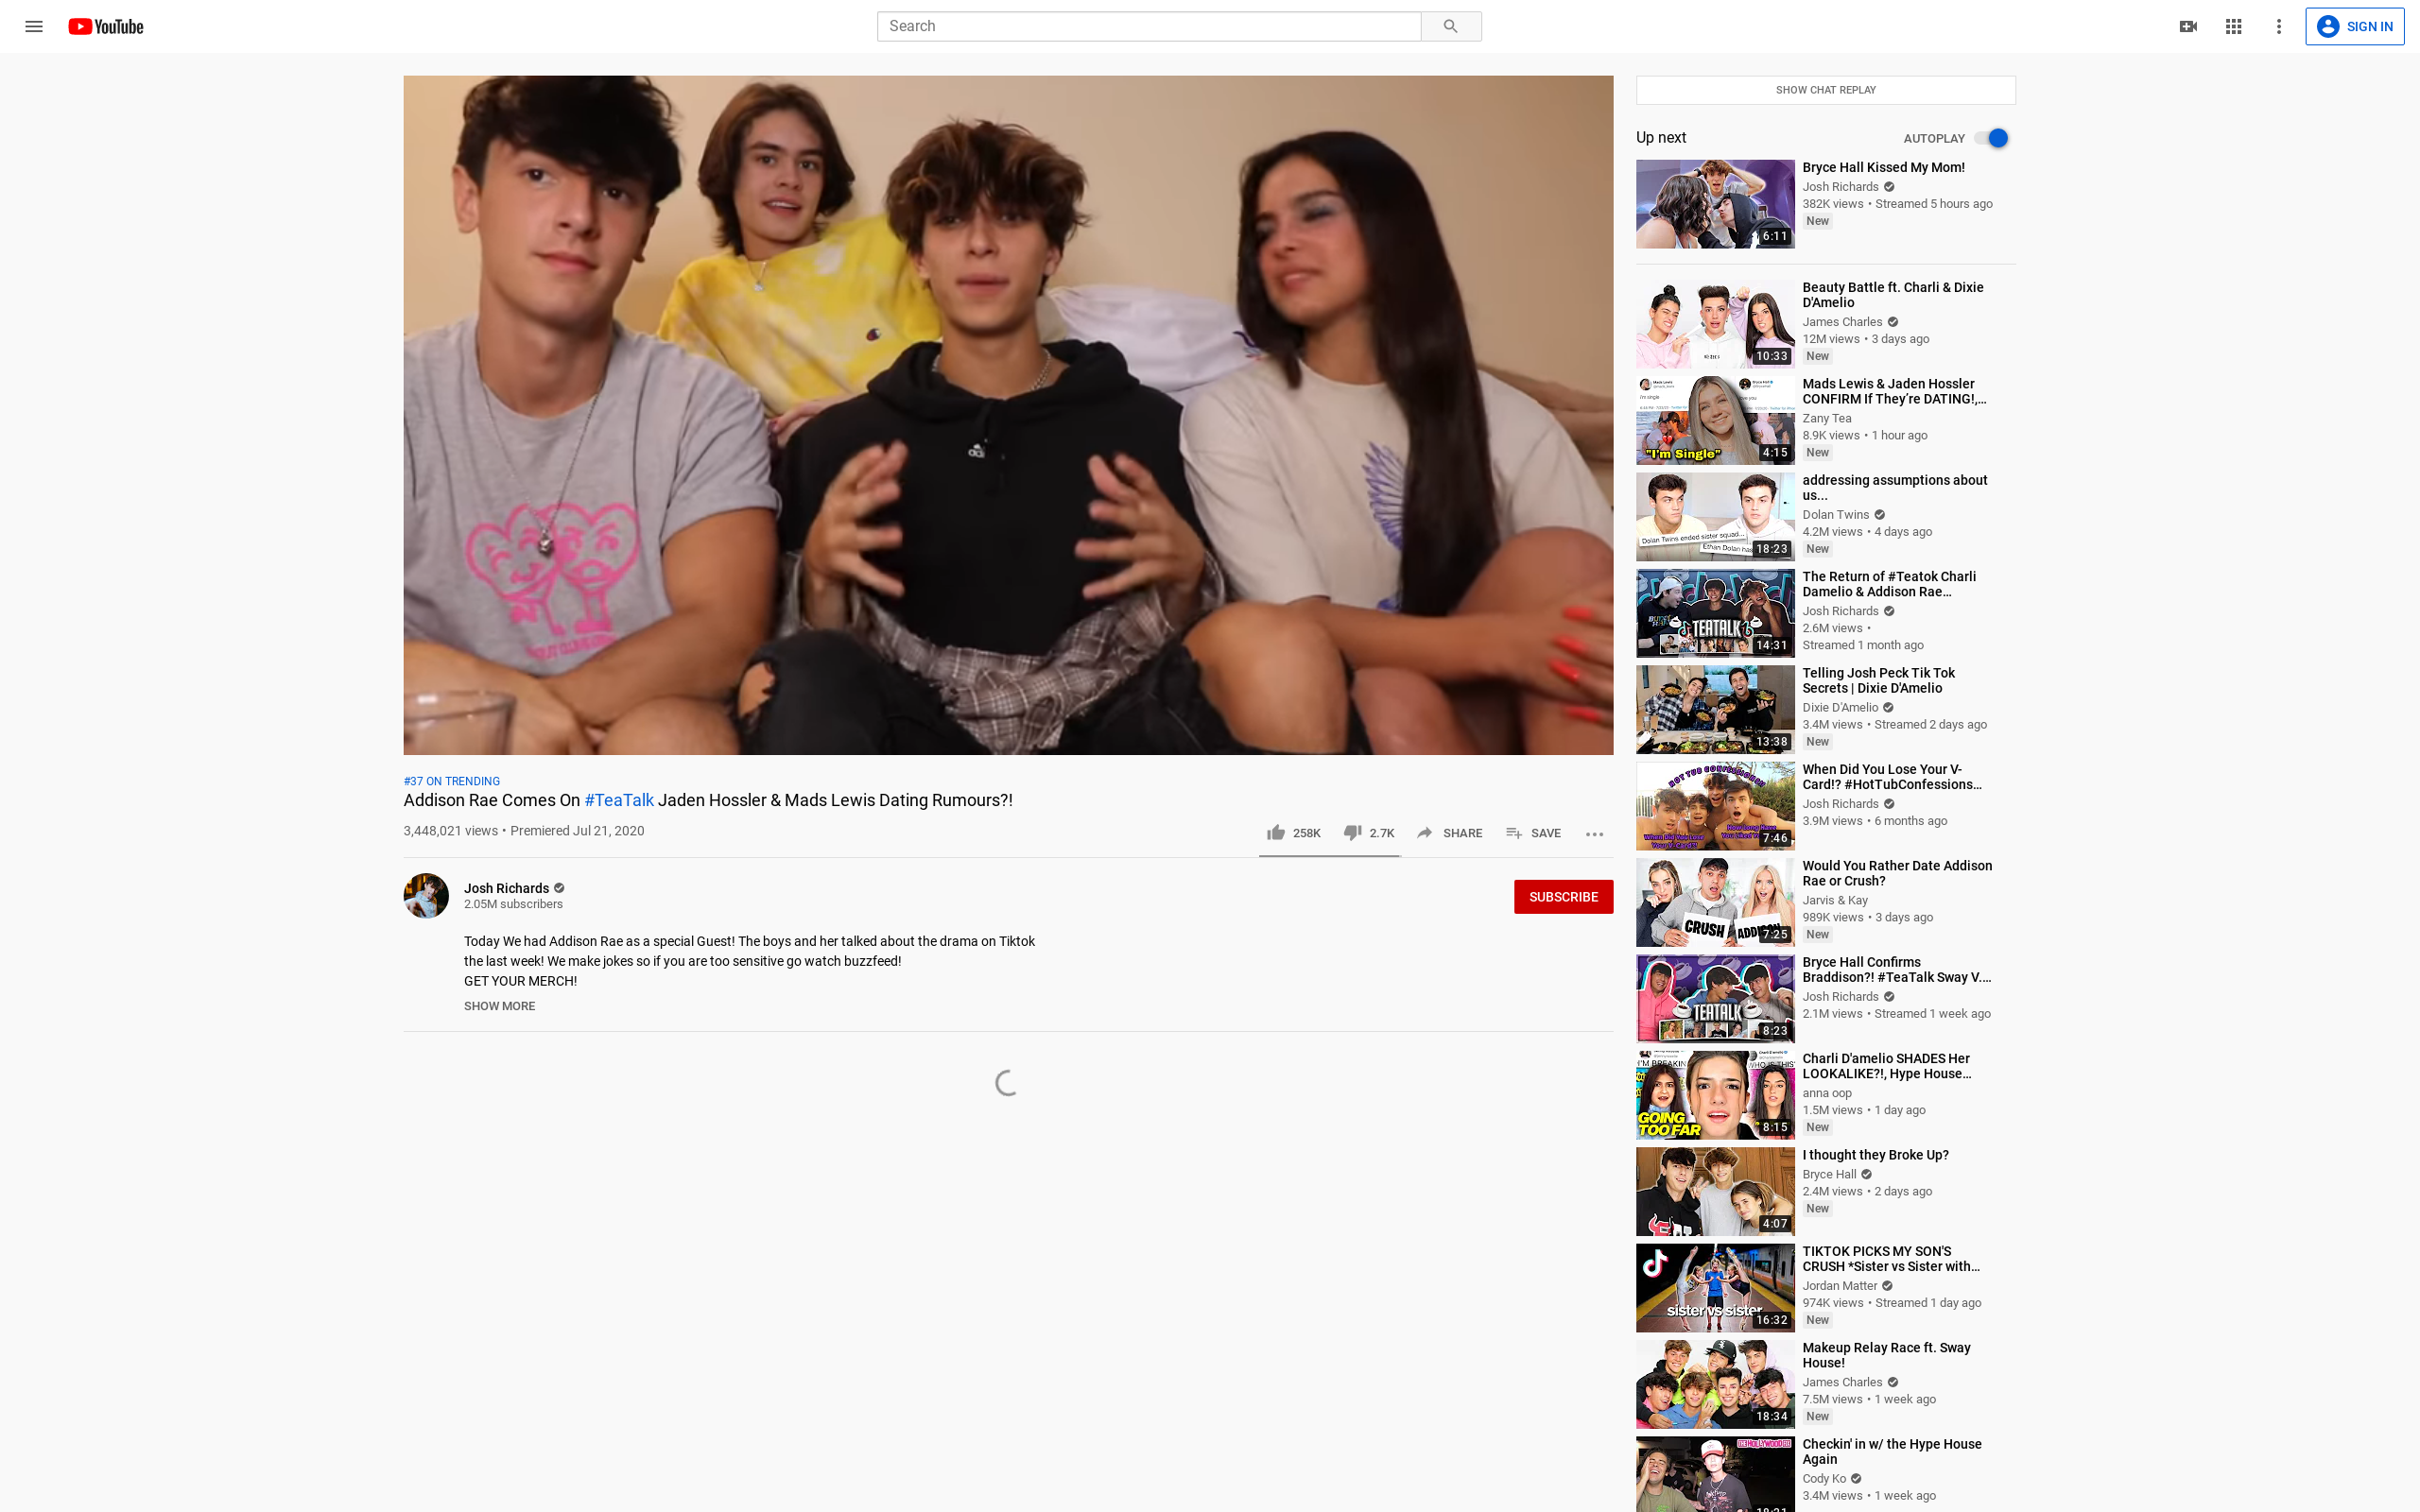 YouTube
Search
SIGN IN
SHOW CHAT REPLAY
Up next
AUTOPLAY
Bryce Hall Kissed My Mom!
Josh Richards
382K views • Streamed 5 hours ago
New
6:11
Beauty Battle ft. Charli & Dixie
D'Amelio
James Charles
12M views • 3 days ago
New
10:33
Mads Lewis & Jaden Hossler
CONFIRM If They’re DATING!,...
Zany Tea
8.9K views • 1 hour ago
New
"I'm Single"
4:15
addressing assumptions about
us...
Dolan Twins
4.2M views • 4 days ago
New
Dolan Twins ended sister squad...
Ethan Dolan has
18:23
The Return of #Teatok Charli
Damelio & Addison Rae...
Josh Richards
2.6M views •
Streamed 1 month ago
TEATALK
14:31
Telling Josh Peck Tik Tok
Secrets | Dixie D'Amelio
Dixie D'Amelio
3.4M views • Streamed 2 days ago
New
13:38
#37 ON TRENDING
Addison Rae Comes On #TeaTalk Jaden Hossler & Mads Lewis Dating Rumours?!
3,448,021 views • Premiered Jul 21, 2020
258K
2.7K
SHARE
SAVE
Josh Richards
2.05M subscribers
SUBSCRIBE
Today We had Addison Rae as a special Guest! The boys and her talked about the drama on Tiktok
the last week! We make jokes so if you are too sensitive go watch buzzfeed!
GET YOUR MERCH!
SHOW MORE
When Did You Lose Your V-
Card!? #HotTubConfessions...
Josh Richards
3.9M views • 6 months ago
HOT TUB CONFESSIONS
7:46
Would You Rather Date Addison
Rae or Crush?
Jarvis & Kay
989K views • 3 days ago
New
CRUSH
ADDISON
7:25
Bryce Hall Confirms
Braddison?! #TeaTalk Sway V....
Josh Richards
2.1M views • Streamed 1 week ago
TEATALK
8:23
Charli D'amelio SHADES Her
LOOKALIKE?!, Hype House...
anna oop
1.5M views • 1 day ago
New
GOING
TOO FAR
8:15
I thought they Broke Up?
Bryce Hall
2.4M views • 2 days ago
New
4:07
TIKTOK PICKS MY SON'S
CRUSH *Sister vs Sister with...
Jordan Matter
974K views • Streamed 1 day ago
New
sister vs sister
16:32
Makeup Relay Race ft. Sway
House!
James Charles
7.5M views • 1 week ago
New
18:34
Checkin' in w/ the Hype House
Again
Cody Ko
3.4M views • 1 week ago